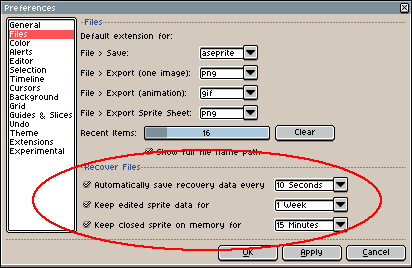 Preferences
General
Files
Color
Alerts
Editor
Selection
Timeline
Cursors
Background
Grid
Guides & Slices
Undo
Theme
Extensions
Experimental
Files
Default extension for:
File > Save: aseprite
File > Export (one image): png
File > Export (animation): gif
File > Export Sprite Sheet: png
Recent Items: 16 Clear
Show full file name path
Recover Files
Automatically save recovery data every 10 Seconds
Keep edited sprite data for 1 Week
Keep closed sprite on memory for 15 Minutes
OK Apply Cancel